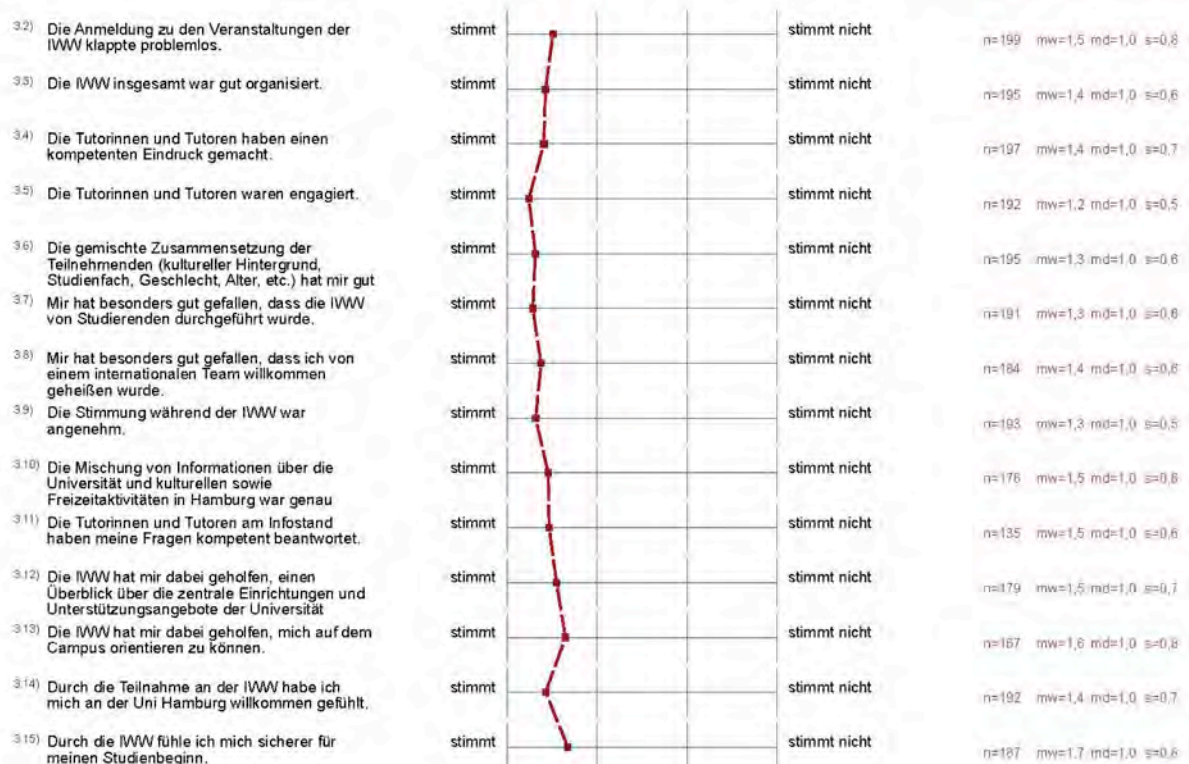 3.2) Die Anmeldung zu den Veranstaltungen der
IWW klappte problemlos.
stimmt
stimmt nicht
n=199 mw=1,5 md=1,0 s=0,8
3.3) Die IWW insgesamt war gut organisiert.
stimmt
stimmt nicht
n=195 mw=1,4 md=1,0 s=0,6
3.4) Die Tutorinnen und Tutoren haben einen
kompetenten Eindruck gemacht.
stimmt
stimmt nicht
n=197 mw=1,4 md=1,0 s=0,7
3.5) Die Tutorinnen und Tutoren waren engagiert.
stimmt
stimmt nicht
n=192 mw=1,2 md=1,0 s=0,5
3.6) Die gemischte Zusammensetzung der
Teilnehmenden (kultureller Hintergrund,
Studienfach, Geschlecht, Alter, etc.) hat mir gut
stimmt
stimmt nicht
n=195 mw=1,3 md=1,0 s=0,6
3.7) Mir hat besonders gut gefallen, dass die IWW
von Studierenden durchgeführt wurde.
stimmt
stimmt nicht
n=191 mw=1,3 md=1,0 s=0,6
3.8) Mir hat besonders gut gefallen, dass ich von
einem internationalen Team willkommen
geheißen wurde.
stimmt
stimmt nicht
n=184 mw=1,4 md=1,0 s=0,6
3.9) Die Stimmung während der IWW war
angenehm.
stimmt
stimmt nicht
n=193 mw=1,3 md=1,0 s=0,5
3.10) Die Mischung von Informationen über die
Universität und kulturellen sowie
Freizeitaktivitäten in Hamburg war genau
stimmt
stimmt nicht
n=176 mw=1,5 md=1,0 s=0,6
3.11) Die Tutorinnen und Tutoren am Infostand
haben meine Fragen kompetent beantwortet.
stimmt
stimmt nicht
n=135 mw=1,5 md=1,0 s=0,6
3.12) Die IWW hat mir dabei geholfen, einen
Überblick über die zentrale Einrichtungen und
Unterstützungsangebote der Universität
stimmt
stimmt nicht
n=179 mw=1,5 md=1,0 s=0,7
3.13) Die IWW hat mir dabei geholfen, mich auf dem
Campus orientieren zu können.
stimmt
stimmt nicht
n=167 mw=1,6 md=1,0 s=0,8
3.14) Durch die Teilnahme an der IWW habe ich
mich an der Uni Hamburg willkommen gefühlt.
stimmt
stimmt nicht
n=192 mw=1,4 md=1,0 s=0,7
3.15) Durch die IWW fühle ich mich sicherer für
meinen Studienbeginn.
stimmt
stimmt nicht
n=187 mw=1,7 md=1,0 s=0,8